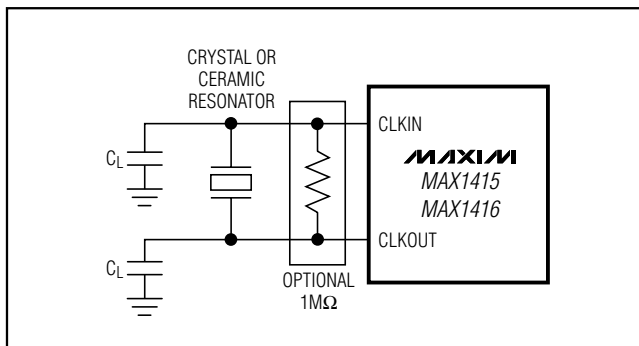 CRYSTAL OR
CERAMIC
RESONATOR
CLKIN
CL
MAXIM
MAX1415
MAX1416
CLKOUT
CL
OPTIONAL
1MΩ